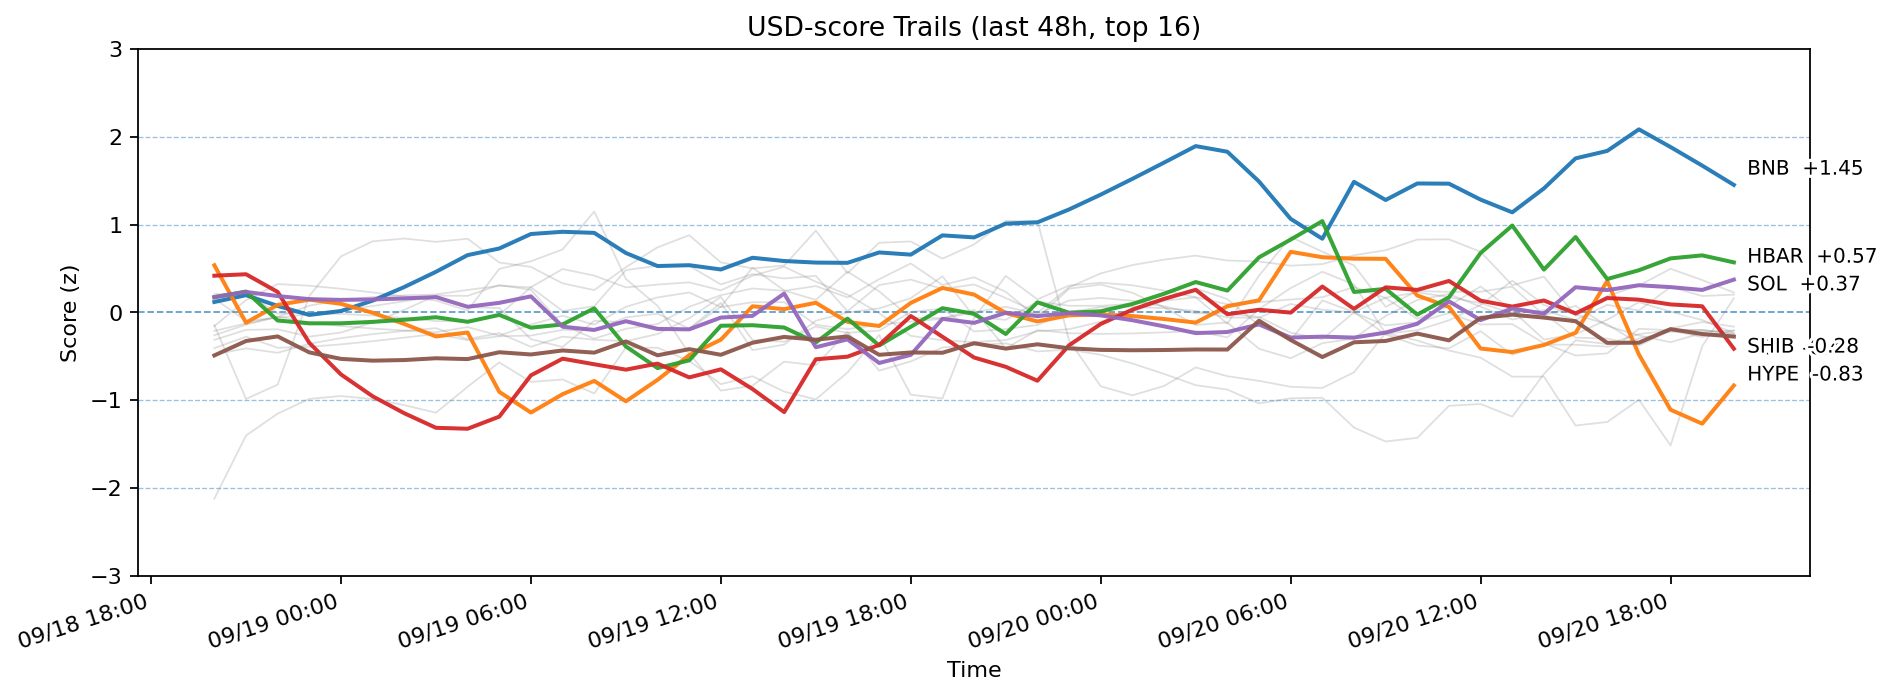 USD-score Trails (last 48h, top 16)
Score (z)
3
2
1
0
−1
−2
−3
BNB +1.45
HBAR +0.57
SOL +0.37
SHIB -0.28
HYPE -0.83
09/18 18:00
09/19 00:00
09/19 06:00
09/19 12:00
09/19 18:00
09/20 00:00
09/20 06:00
09/20 12:00
09/20 18:00
Time